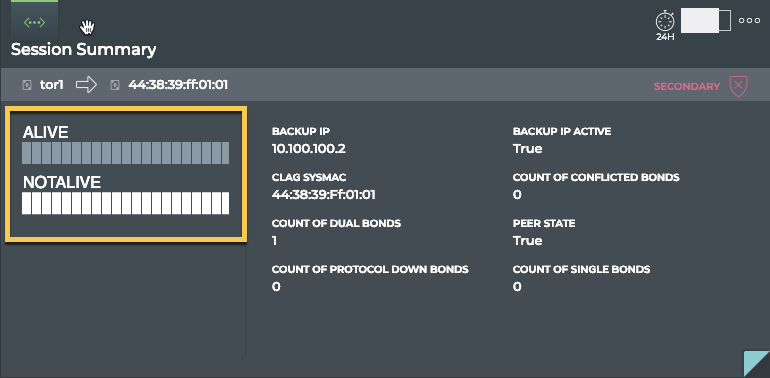 24H
Session Summary
tor1 44:38:39:ff:01:01 SECONDARY
ALIVE
NOTALIVE
BACKUP IP
10.100.100.2
BACKUP IP ACTIVE
True
CLAG SYSMAC
44:38:39:Ff:01:01
COUNT OF CONFLICTED BONDS
0
COUNT OF DUAL BONDS
1
PEER STATE
True
COUNT OF PROTOCOL DOWN BONDS
0
COUNT OF SINGLE BONDS
0